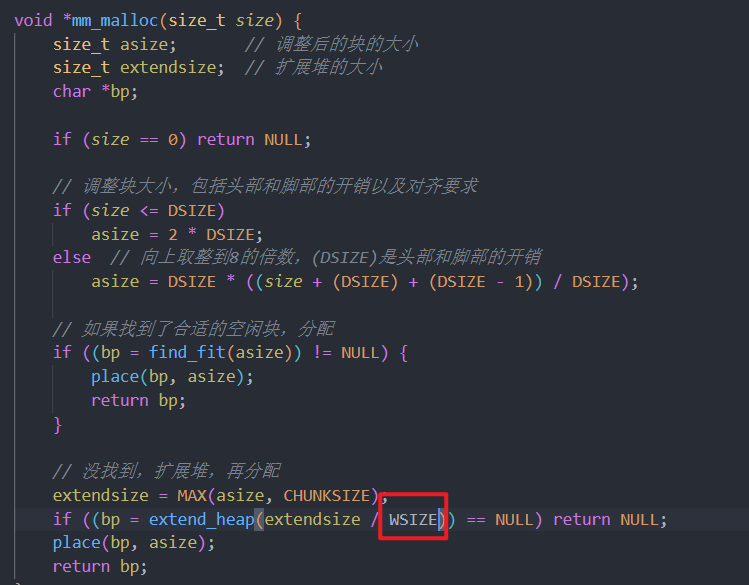 void *mm_malloc(size_t size) {
    size_t asize;       // 调整后的块的大小
    size_t extendsize;  // 扩展堆的大小
    char *bp;

    if (size == 0) return NULL;

    // 调整块大小，包括头部和脚部的开销以及对齐要求
    if (size <= DSIZE)
        asize = 2 * DSIZE;
    else  // 向上取整到8的倍数，(DSIZE)是头部和脚部的开销
        asize = DSIZE * ((size + (DSIZE) + (DSIZE - 1)) / DSIZE);

    // 如果找到了合适的空闲块，分配
    if ((bp = find_fit(asize)) != NULL) {
        place(bp, asize);
        return bp;
    }

    // 没找到，扩展堆，再分配
    extendsize = MAX(asize, CHUNKSIZE);
    if ((bp = extend_heap(extendsize / WSIZE)) == NULL) return NULL;
    place(bp, asize);
    return bp;